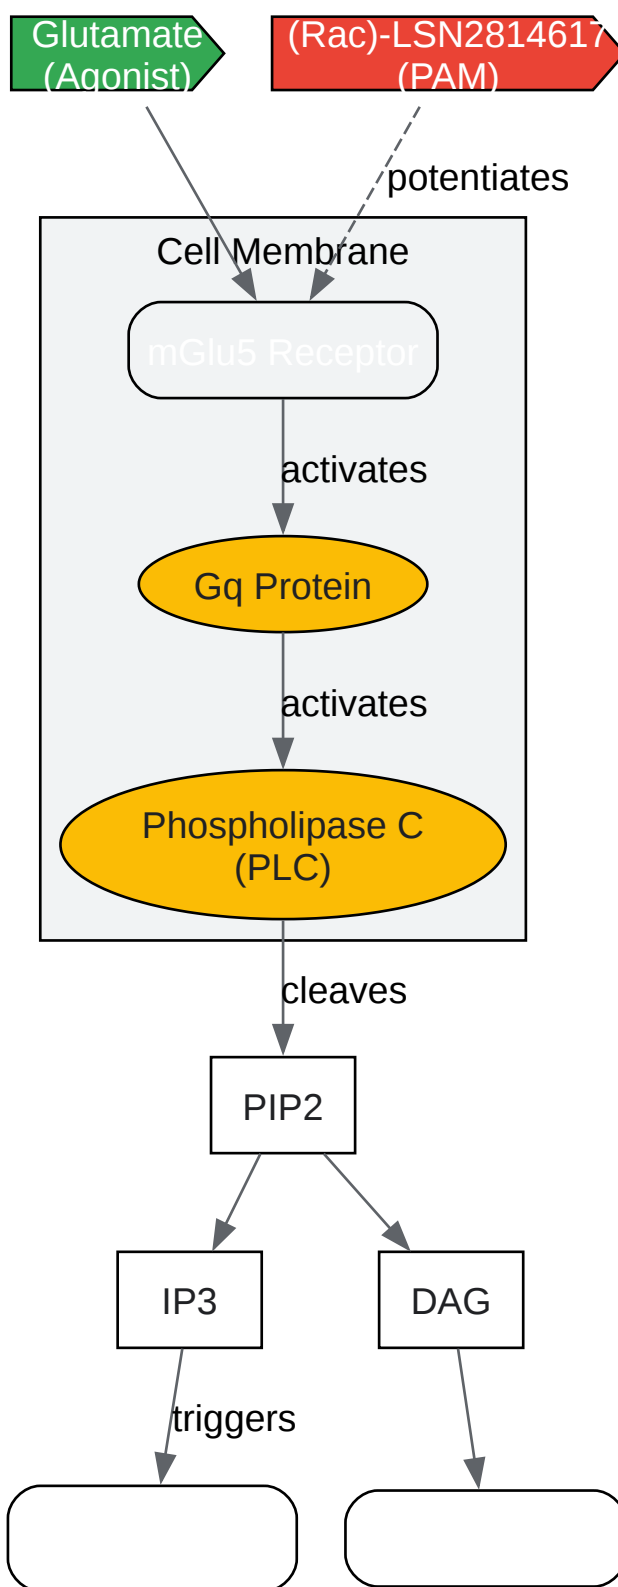 Glutamate
(Agonist)
(Rac)-LSN2814617
(PAM)
potentiates
Cell Membrane
mGlu5 Receptor
activates
Gq Protein
activates
Phospholipase C
(PLC)
cleaves
PIP2
IP3
DAG
triggers